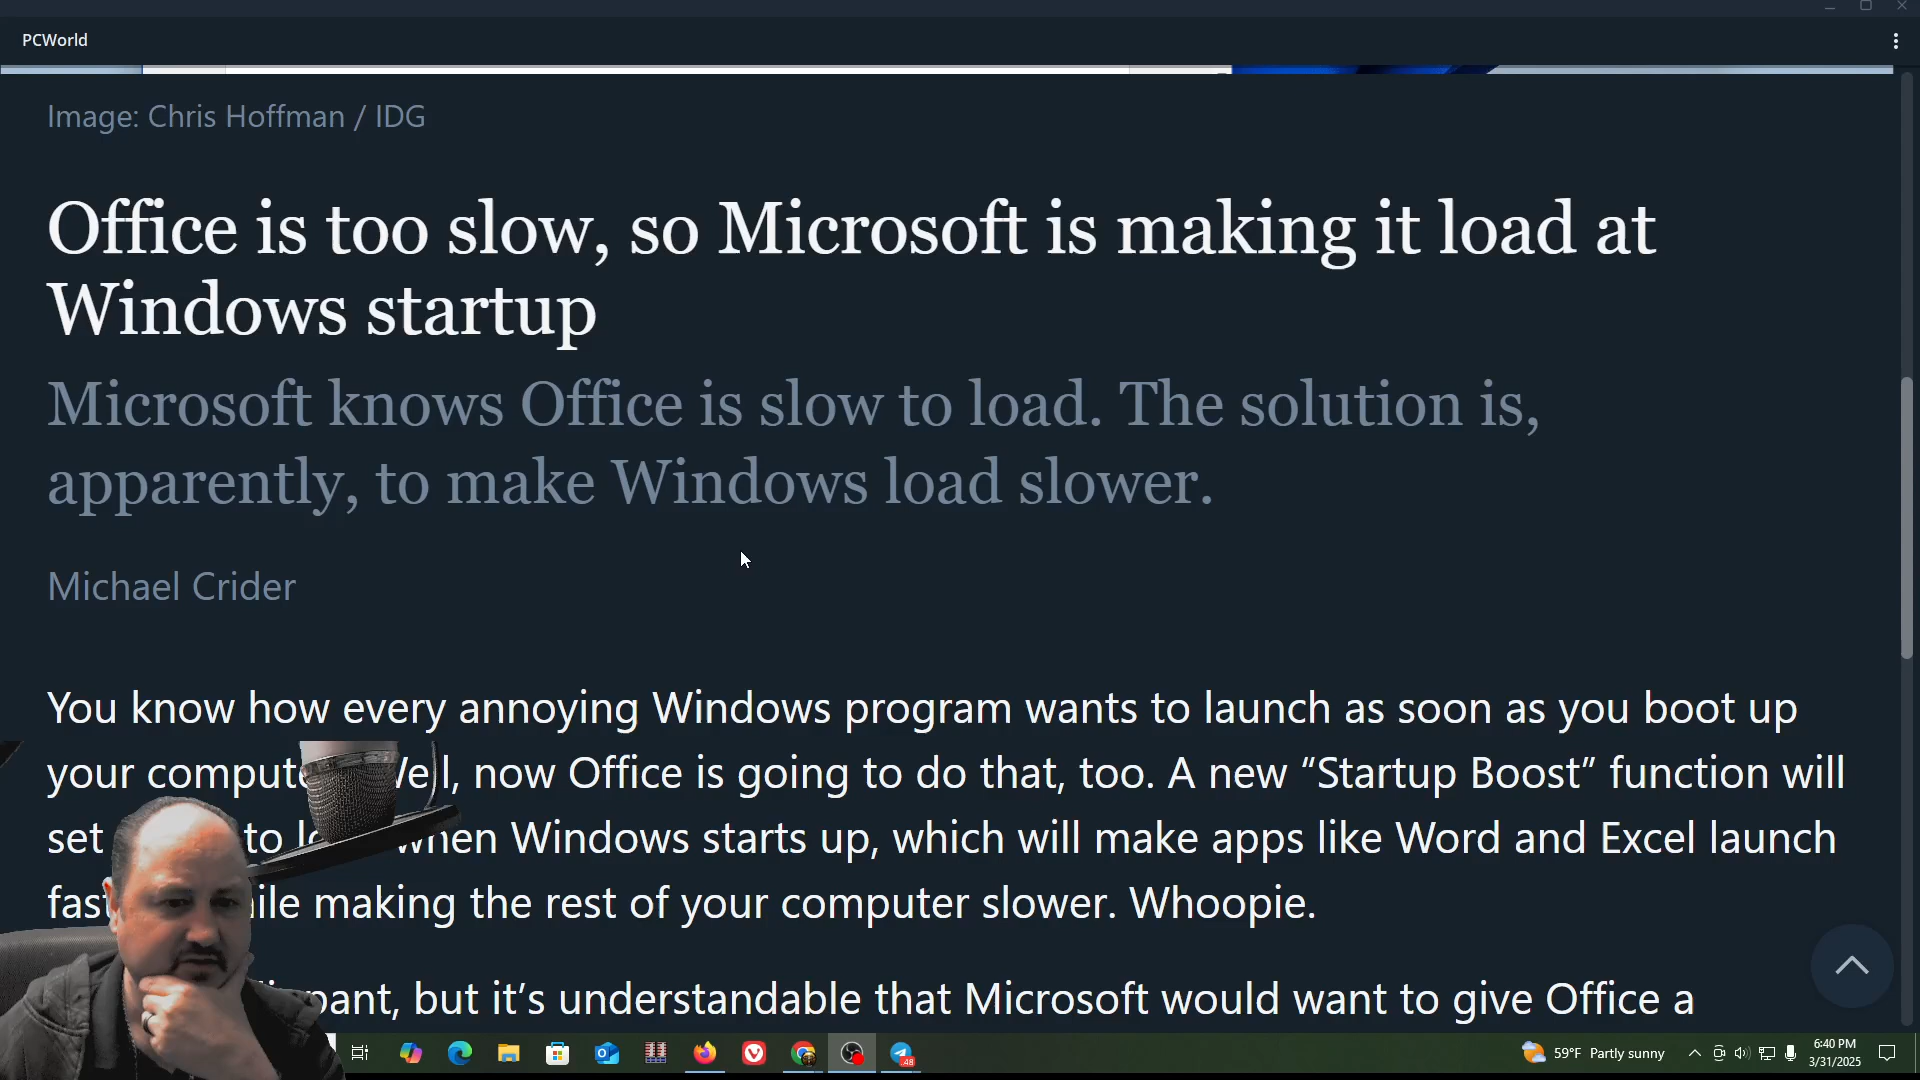 PCWorld
Image: Chris Hoffman / IDG
Office is too slow, so Microsoft is making it load at
Windows startup
Microsoft knows Office is slow to load. The solution is,
apparently, to make Windows load slower.
Michael Crider
You know how every annoying Windows program wants to launch as soon as you boot up
your now Office is going to do that, too. A new “Startup Boost” function will
set to when Windows starts up, which will make apps like Word and Excel launch
making the rest of your computer slower. Whoopie.
but it’s understandable that Microsoft would want to give Office a
48
59°F Partly sunny
6:40 PM
3/31/2025